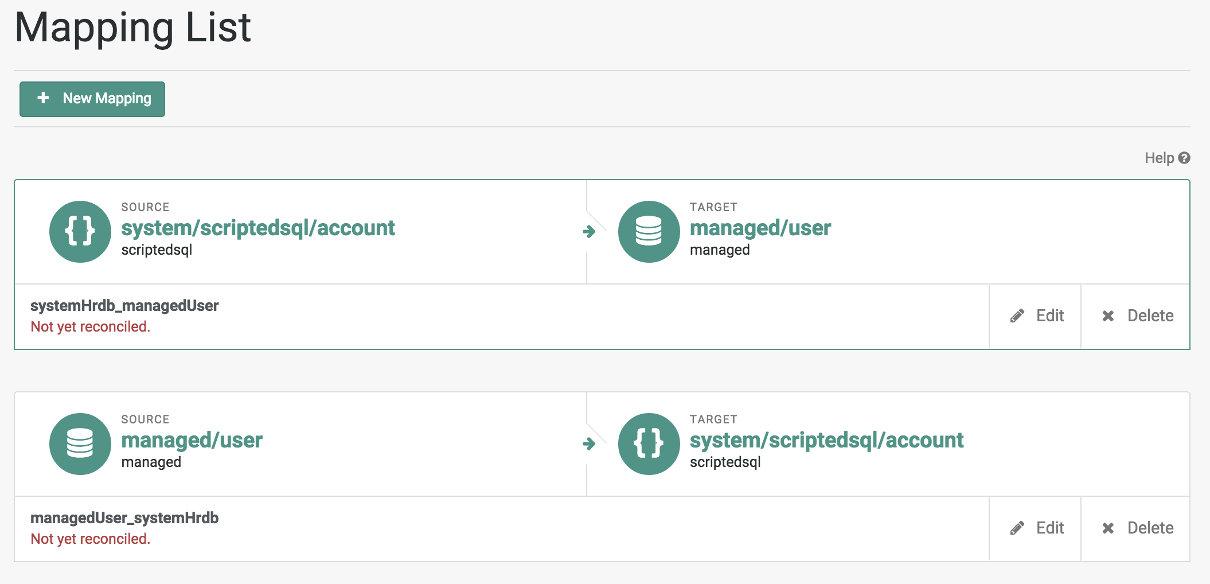 Mapping List
+ New Mapping
Help ?
SOURCE
system/scriptedsql/account
scriptedsql
TARGET
managed/user
managed
systemHrdb_managedUser
Not yet reconciled.
Edit
Delete
SOURCE
managed/user
managed
TARGET
system/scriptedsql/account
scriptedsql
managedUser_systemHrdb
Not yet reconciled.
Edit
Delete